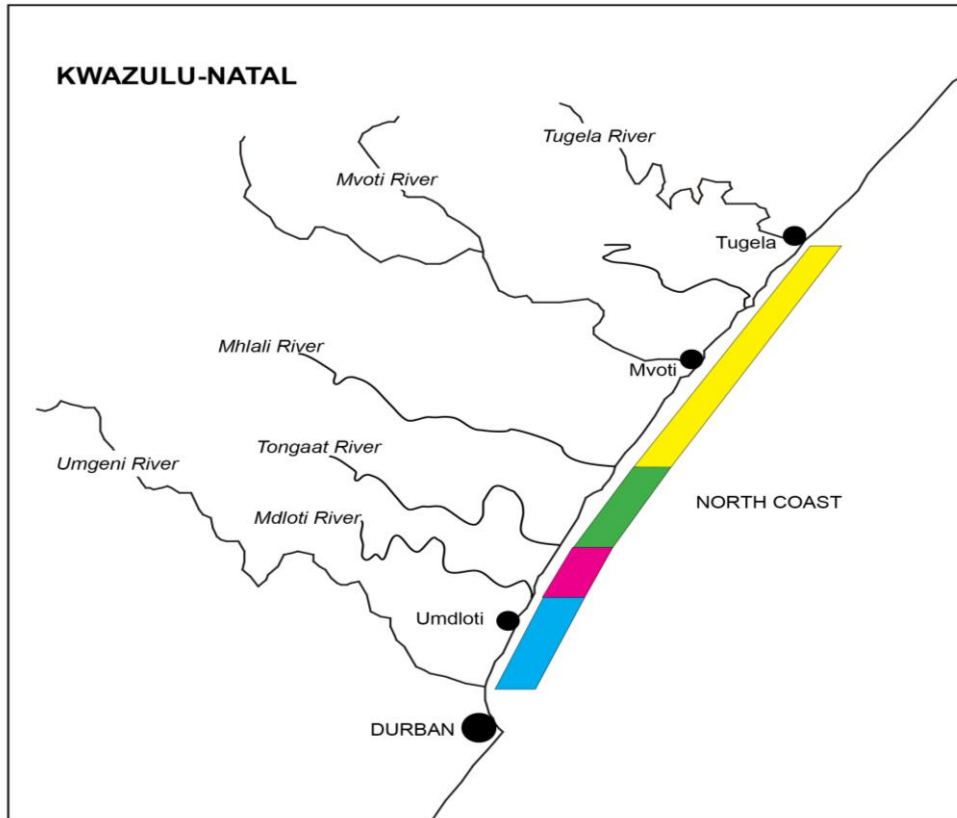 KWAZULU-NATAL
Tugela River
Mvoti River
Tugela
Mhlali River
Mvoti
Tongaat River
Umgeni River
NORTH COAST
Mdloti River
Umdloti
DURBAN